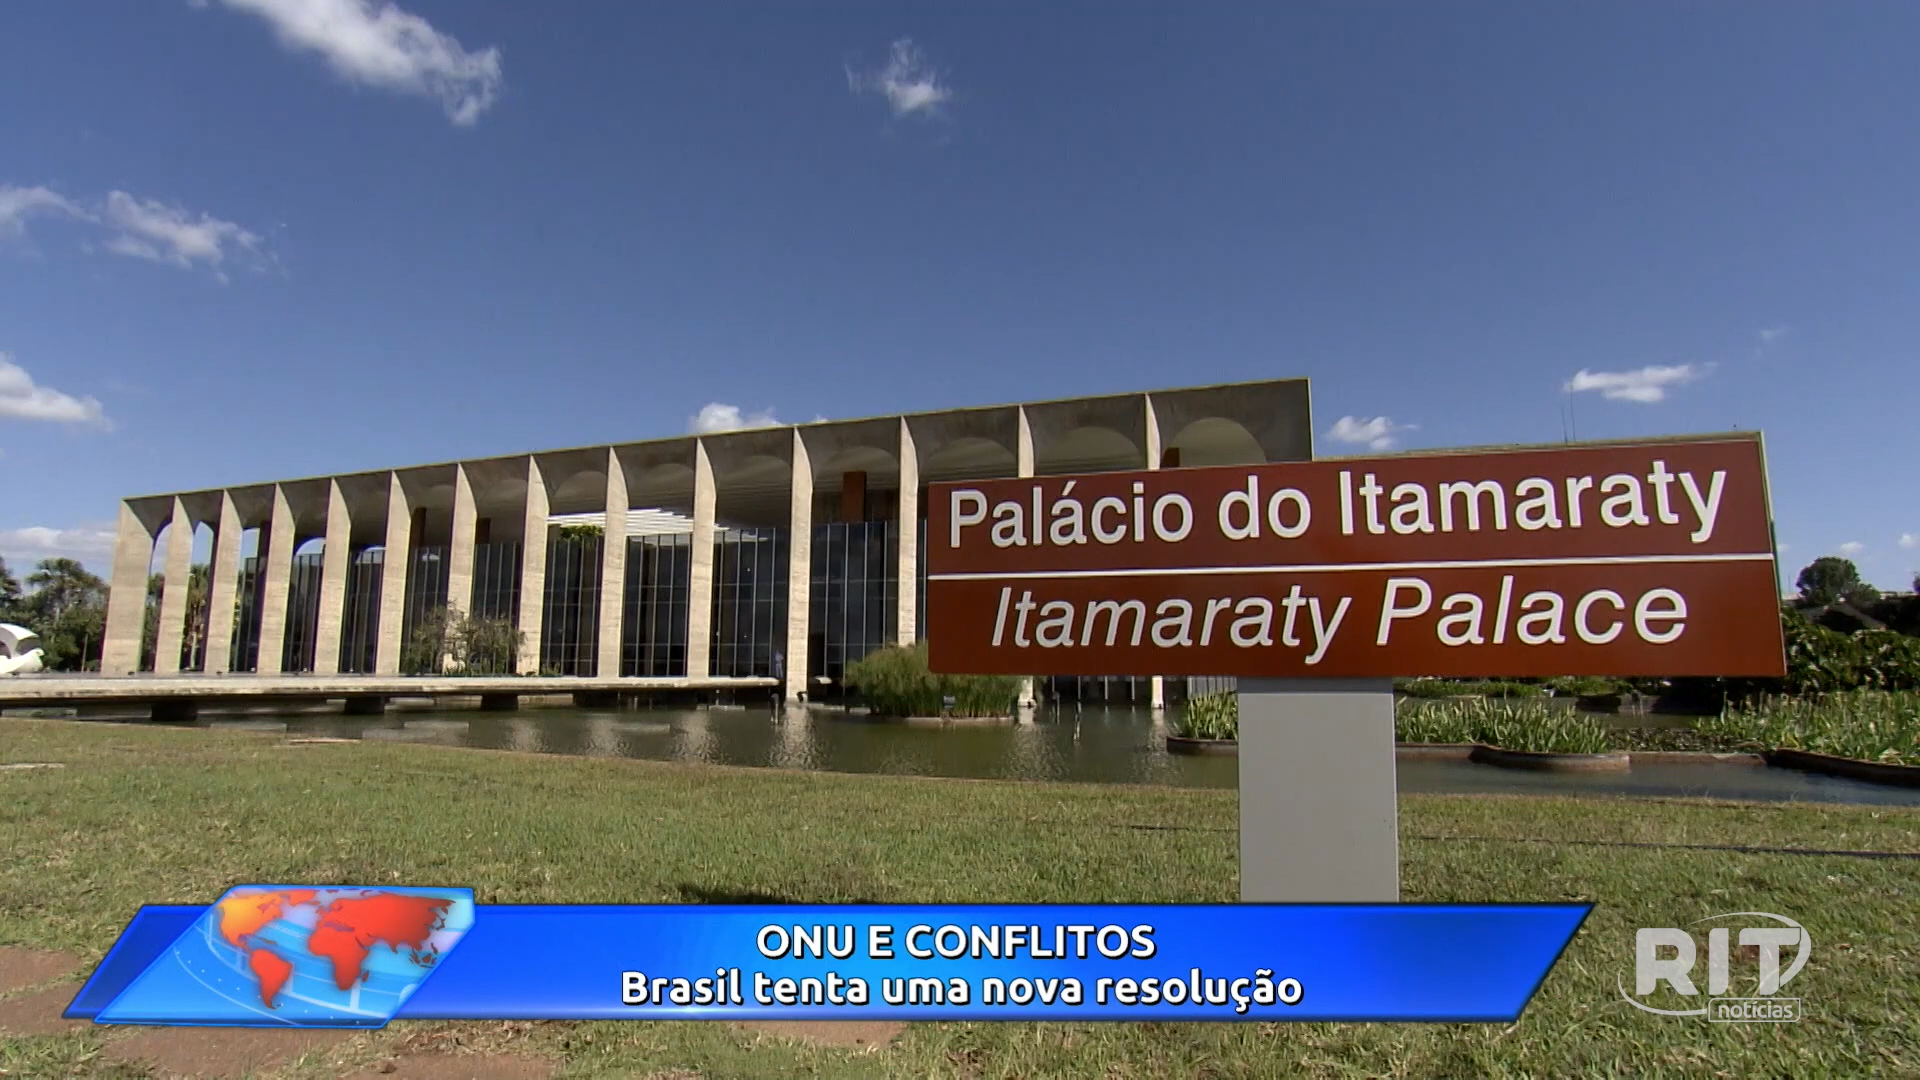 Palácio do Itamaraty
Itamaraty Palace
ONU E CONFLITOS
Brasil tenta uma nova resolução
RIT
notícias